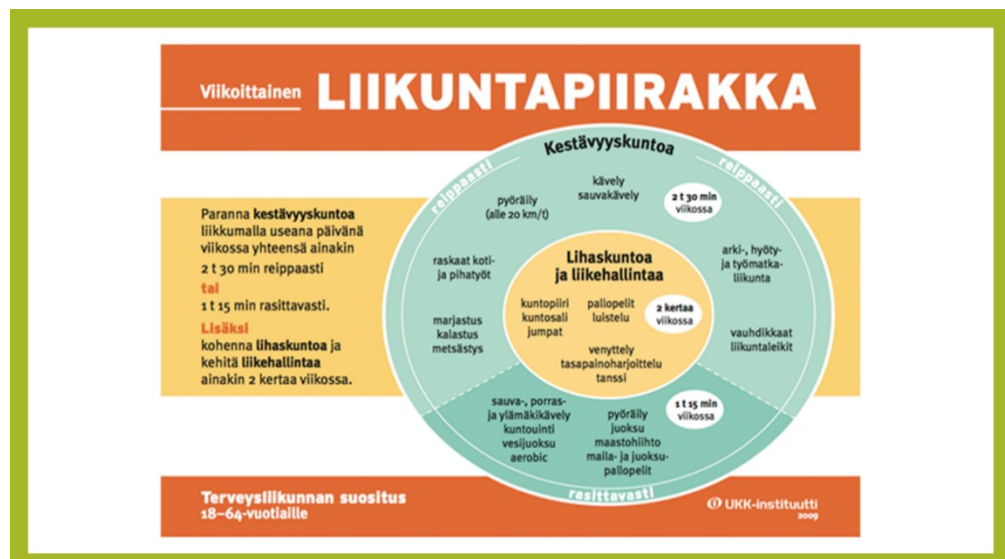 Viikoittainen LIIKUNTAPIIRAKKA
Paranna kestävyyskuntoa
liikkumalla useana päivänä
viikossa yhteensä ainakin
2 t 30 min reippaasti
tai
1 t 15 min rasittavasti.
Lisäksi
kohenna lihaskuntoa ja
kehitä liikehallintaa
ainakin 2 kertaa viikossa.
Kestävyyskuntoa
reippaasti
reippaasti
kävely
sauvakävely
2 t 30 min
viikossa
pyöräily
(alle 20 km/t)
raskaat koti-
ja pihatyöt
arki-, hyöty-
ja työmatka-
liikunta
marjastus
kalastus
metsästys
vauhdikkaat
liikuntaleikit
Lihaskuntoa
ja liikehallintaa
kuntopiiri
kuntosali
jumpat
pallopelit
luistelu
2 kertaa
viikossa
venyttely
tasapainoharjoittelu
tanssi
sauva-, porras-
ja ylämäkikävely
kuntouinti
vesijuoksu
aerobic
pyöräily
juoksu
maastohiihto
maila- ja juoksu-
pallopelit
1 t 15 min
viikossa
rasittavasti
Terveysliikunnan suositus
18–64-vuotiaille
UKK-instituutti
2009